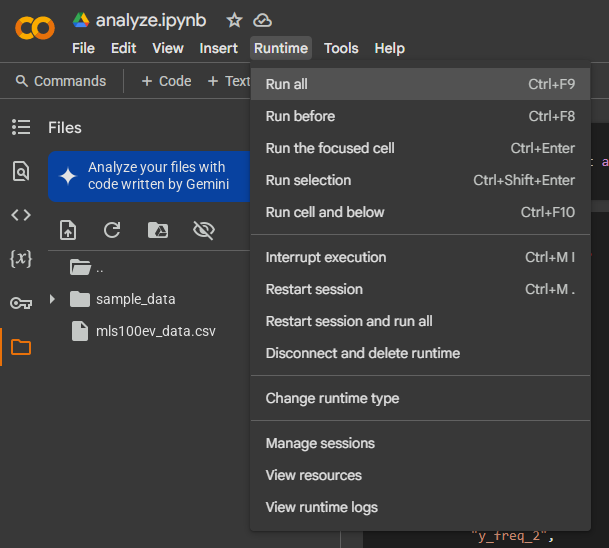 analyze.ipynb
File Edit View Insert Runtime Tools Help
Commands + Code + Text
Files
Analyze your files with
code written by Gemini
..
sample_data
mls100ev_data.csv
{x}
Run all Ctrl+F9
Run before Ctrl+F8
Run the focused cell Ctrl+Enter
Run selection Ctrl+Shift+Enter
Run cell and below Ctrl+F10
Interrupt execution Ctrl+M I
Restart session Ctrl+M .
Restart session and run all
Disconnect and delete runtime
Change runtime type
Manage sessions
View resources
View runtime logs
"y_freq_2",